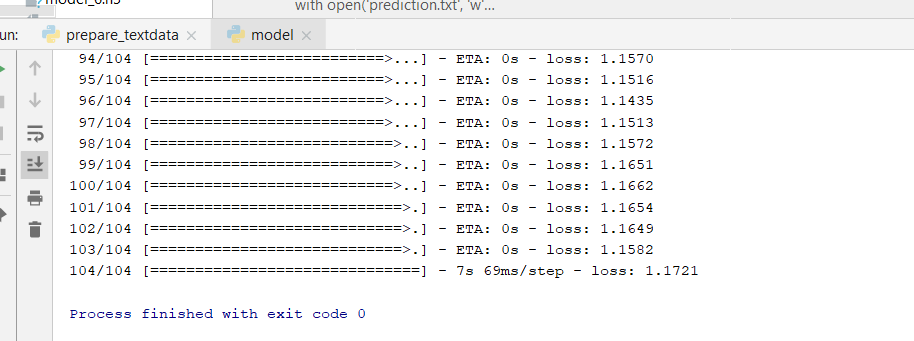 with open('prediction.txt', 'w'...
model_6.h5
un: prepare_textdata × model ×
94/104 [==========================>...] - ETA: 0s - loss: 1.1570
95/104 [==========================>...] - ETA: 0s - loss: 1.1516
96/104 [==========================>...] - ETA: 0s - loss: 1.1435
97/104 [==========================>...] - ETA: 0s - loss: 1.1513
98/104 [===========================>..] - ETA: 0s - loss: 1.1572
99/104 [===========================>..] - ETA: 0s - loss: 1.1651
100/104 [===========================>..] - ETA: 0s - loss: 1.1662
101/104 [============================>.] - ETA: 0s - loss: 1.1654
102/104 [============================>.] - ETA: 0s - loss: 1.1649
103/104 [============================>.] - ETA: 0s - loss: 1.1582
104/104 [==============================] - 7s 69ms/step - loss: 1.1721
Process finished with exit code 0